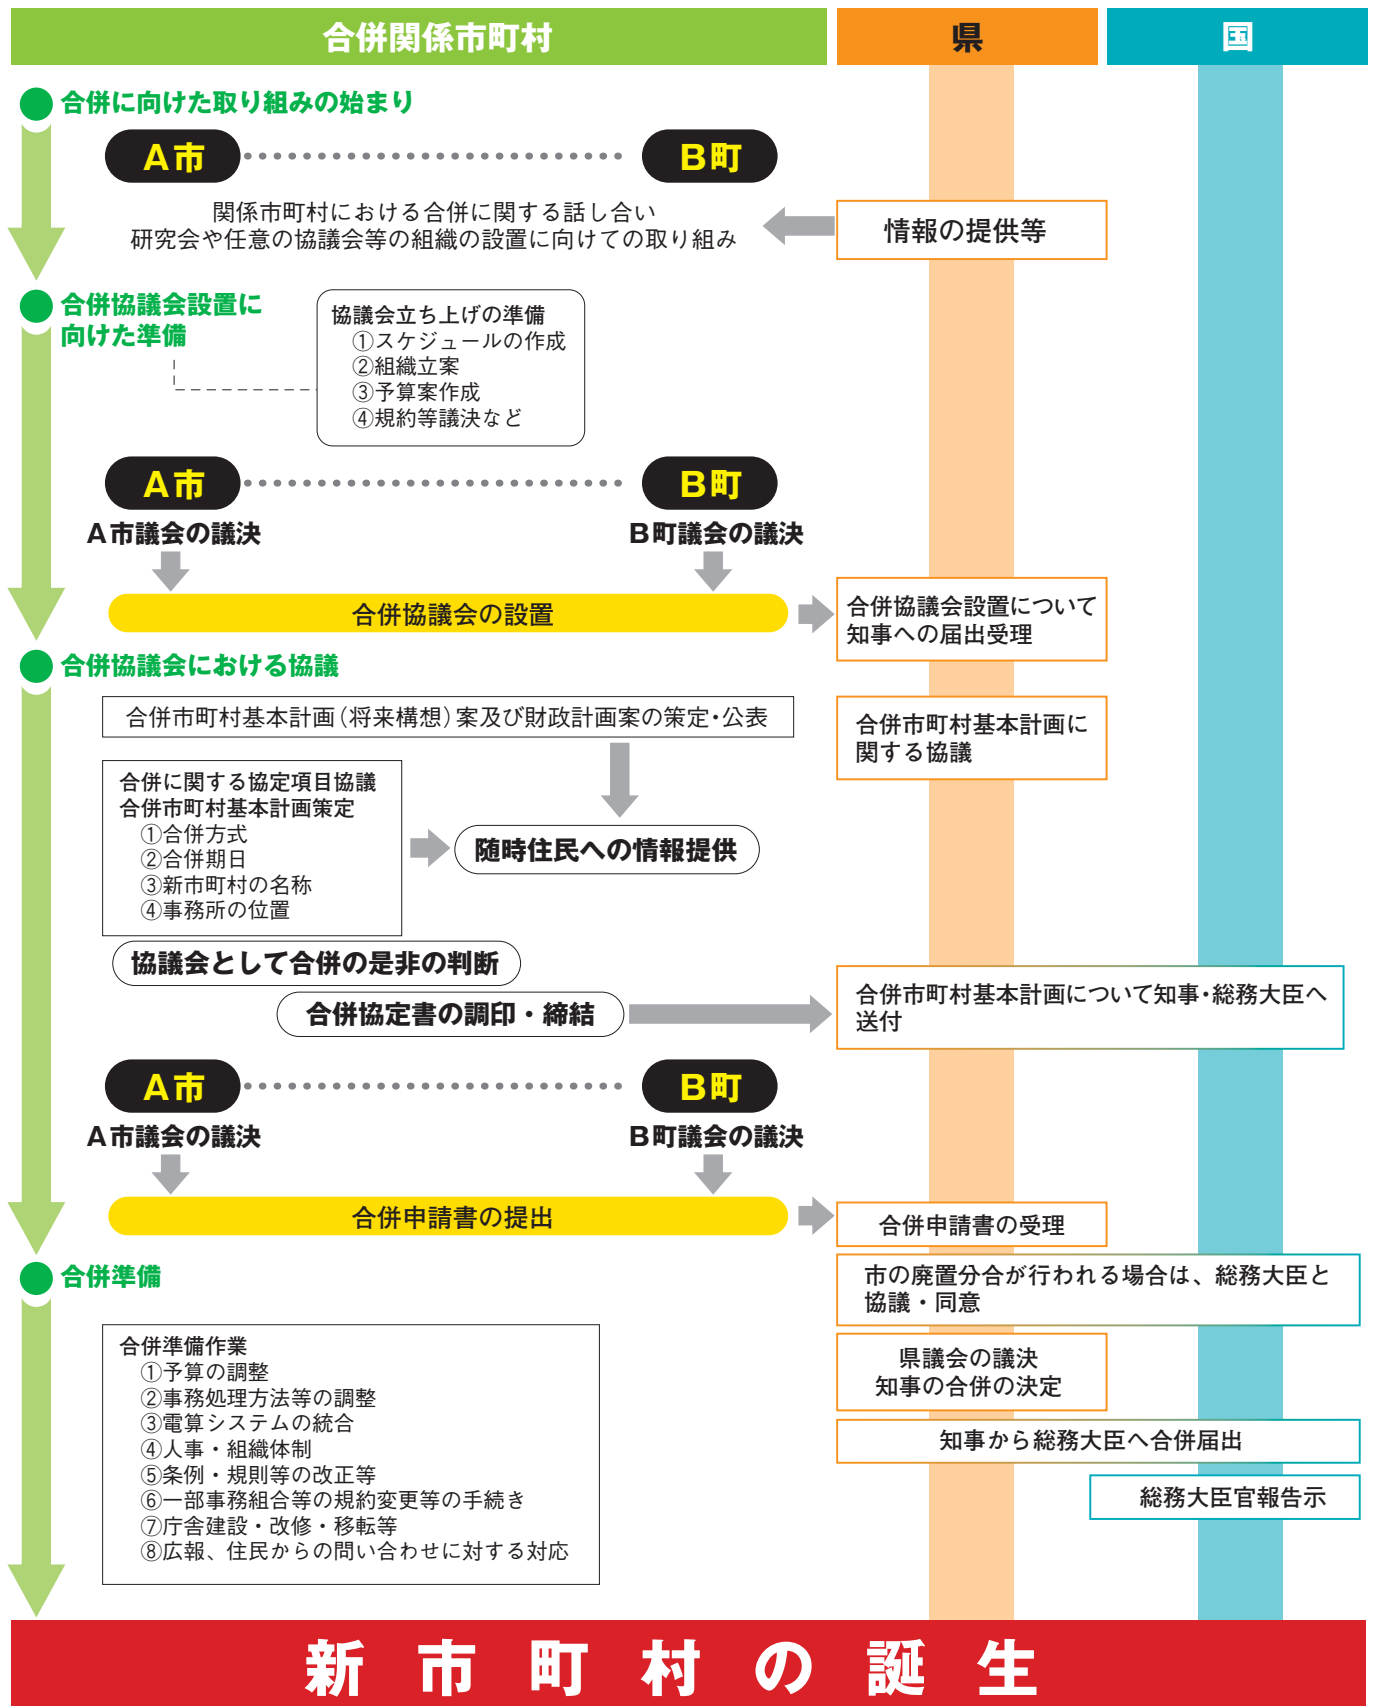 合併関係市町村
県
国
合併に向けた取り組みの始まり
A市
B町
関係市町村における合併に関する話し合い
研究会や任意の協議会等の組織の設置に向けての取り組み
情報の提供等
合併協議会設置に
向けた準備
協議会立ち上げの準備
①スケジュールの作成
②組織立案
③予算案作成
④規約等議決など
A市
B町
A市議会の議決
B町議会の議決
合併協議会の設置
合併協議会設置について
知事への届出受理
合併協議会における協議
合併市町村基本計画（将来構想）案及び財政計画案の策定・公表
合併市町村基本計画に
関する協議
合併に関する協定項目協議
合併市町村基本計画策定
①合併方式
②合併期日
③新市町村の名称
④事務所の位置
随時住民への情報提供
協議会として合併の是非の判断
合併協定書の調印・締結
合併市町村基本計画について知事・総務大臣へ
送付
A市
B町
A市議会の議決
B町議会の議決
合併申請書の提出
合併申請書の受理
合併準備
市の廃置分合が行われる場合は、総務大臣と
協議・同意
県議会の議決
知事の合併の決定
知事から総務大臣へ合併届出
総務大臣官報告示
合併準備作業
①予算の調整
②事務処理方法等の調整
③電算システムの統合
④人事・組織体制
⑤条例・規則等の改正等
⑥一部事務組合等の規約変更等の手続き
⑦庁舎建設・改修・移転等
⑧広報、住民からの問い合わせに対する対応
新市町村の誕生